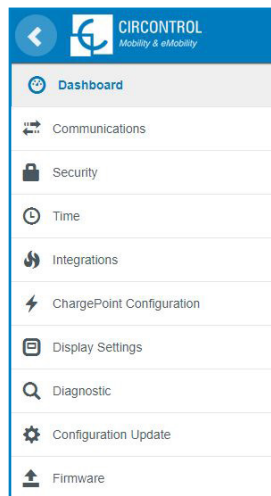 CIRCONTROL
Mobility & eMobility
Dashboard
Communications
Security
Time
Integrations
ChargePoint Configuration
Display Settings
Diagnostic
Configuration Update
Firmware